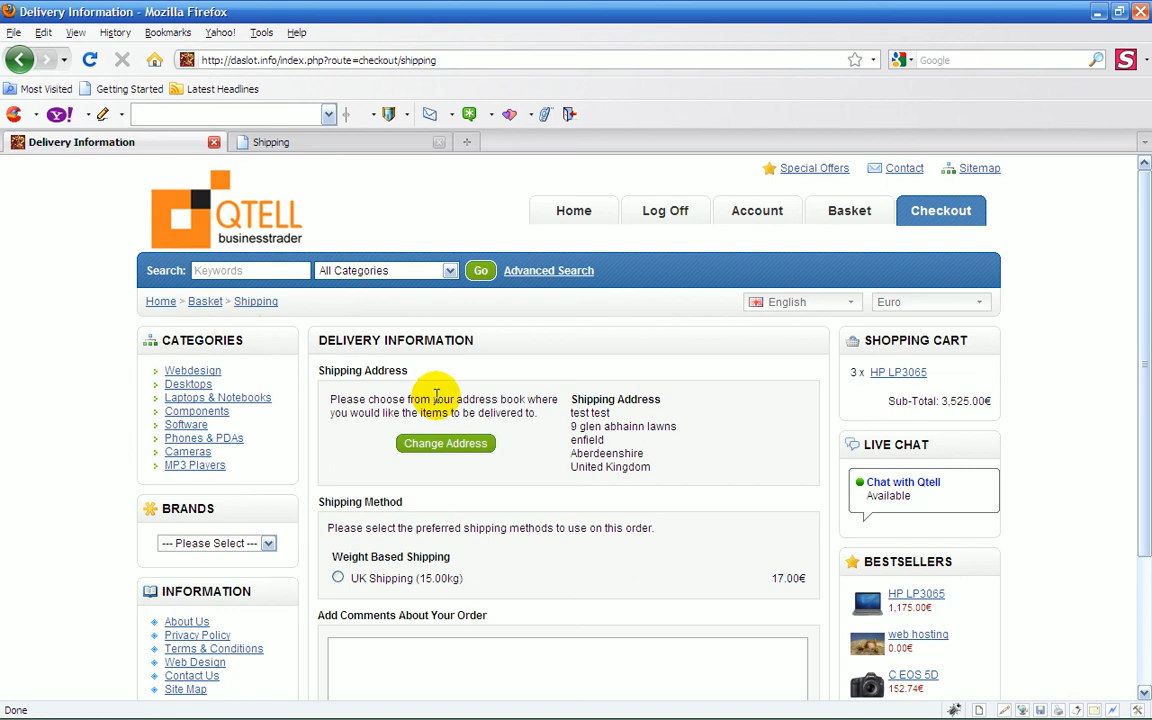 Delivery Information - Mozilla Firefox
File Edit View History Bookmarks Yahoo! Tools Help
http://daslot.info/index.php?route=checkout/shipping
Google
S
Most Visited Getting Started Latest Headlines
Y!
Delivery Information
Shipping
Special Offers Contact Sitemap
QTELL
businesstrader
Home Log Off Account Basket Checkout
Search: Keywords All Categories Go Advanced Search
Home > Basket > Shipping
English Euro
CATEGORIES
Webdesign
Desktops
Laptops & Notebooks
Components
Software
Phones & PDAs
Cameras
MP3 Players
BRANDS
--- Please Select ---
INFORMATION
About Us
Privacy Policy
Terms & Conditions
Web Design
Contact Us
Site Map
DELIVERY INFORMATION
Shipping Address
Please choose from your address book where
you would like the items to be delivered to.
Change Address
Shipping Address
test test
9 glen abhainn lawns
enfield
Aberdeenshire
United Kingdom
Shipping Method
Please select the preferred shipping methods to use on this order.
Weight Based Shipping
UK Shipping (15.00kg) 17.00€
Add Comments About Your Order
SHOPPING CART
3 x HP LP3065
Sub-Total: 3,525.00€
LIVE CHAT
Chat with Qtell
Available
BESTSELLERS
HP LP3065
1,175.00€
web hosting
0.00€
C EOS 5D
152.74€
Done